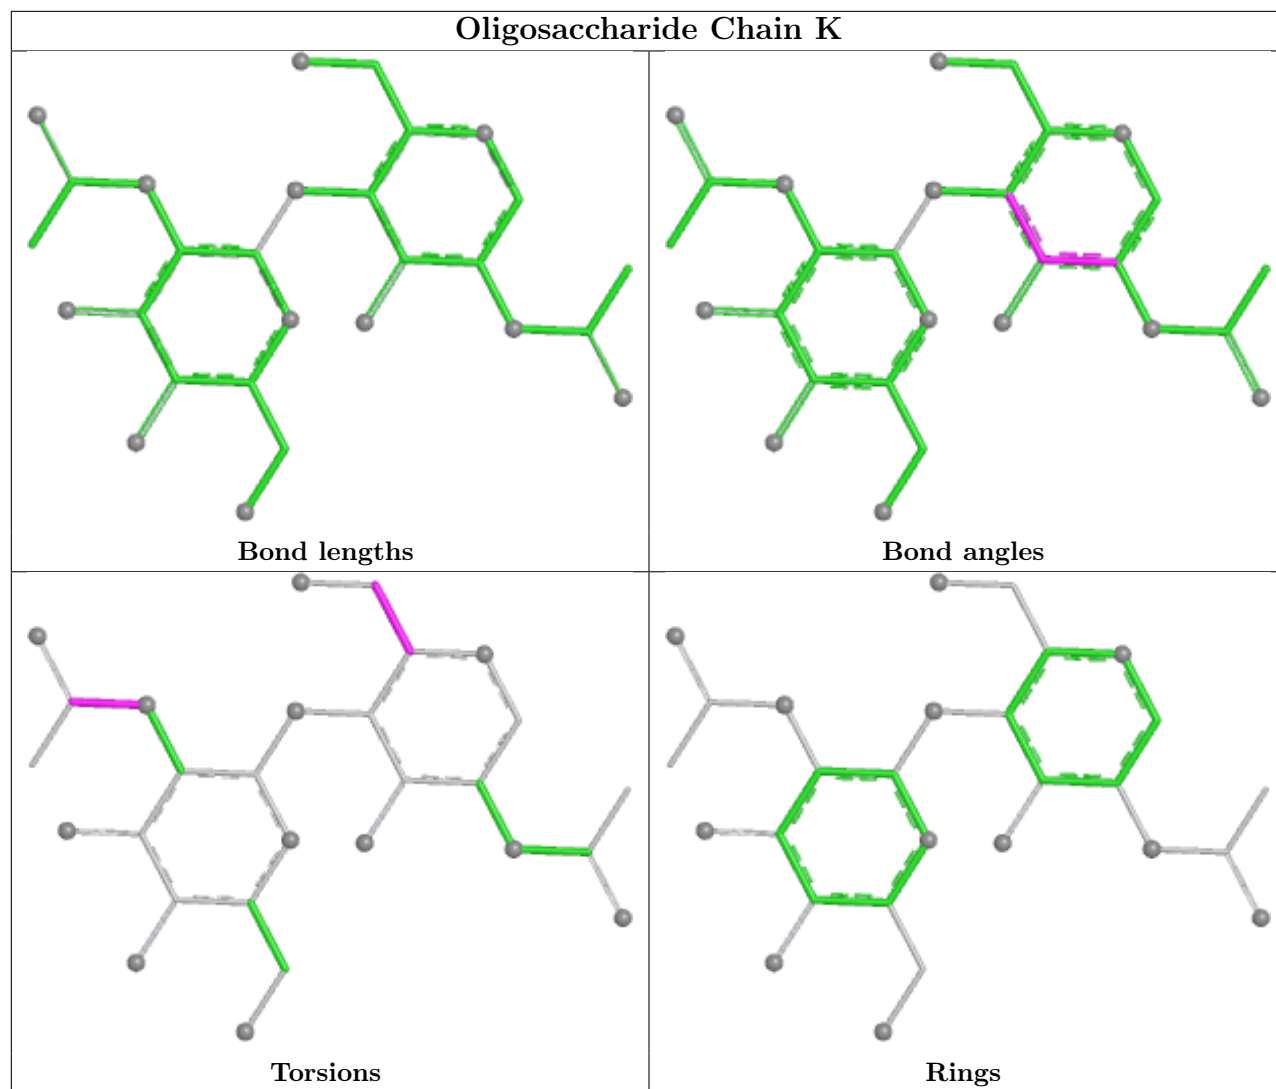 Oligosaccharide Chain K
Bond lengths
Bond angles
Torsions
Rings